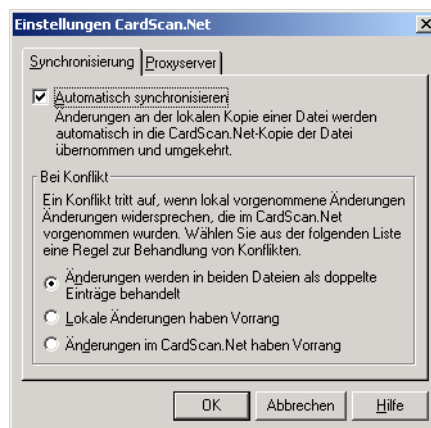 Einstellungen CardScan.Net
Synchronisierung Proxyserver
Automatisch synchronisieren
Änderungen an der lokalen Kopie einer Datei werden
automatisch in die CardScan.Net-Kopie der Datei
übernommen und umgekehrt.
Bei Konflikt
Ein Konflikt tritt auf, wenn lokal vorgenommene Änderungen
Änderungen widersprechen, die im CardScan.Net
vorgenommen wurden. Wählen Sie aus der folgenden Liste
eine Regel zur Behandlung von Konflikten.
Änderungen werden in beiden Dateien als doppelte
Einträge behandelt
Lokale Änderungen haben Vorrang
Änderungen im CardScan.Net haben Vorrang
OK Abbrechen Hilfe